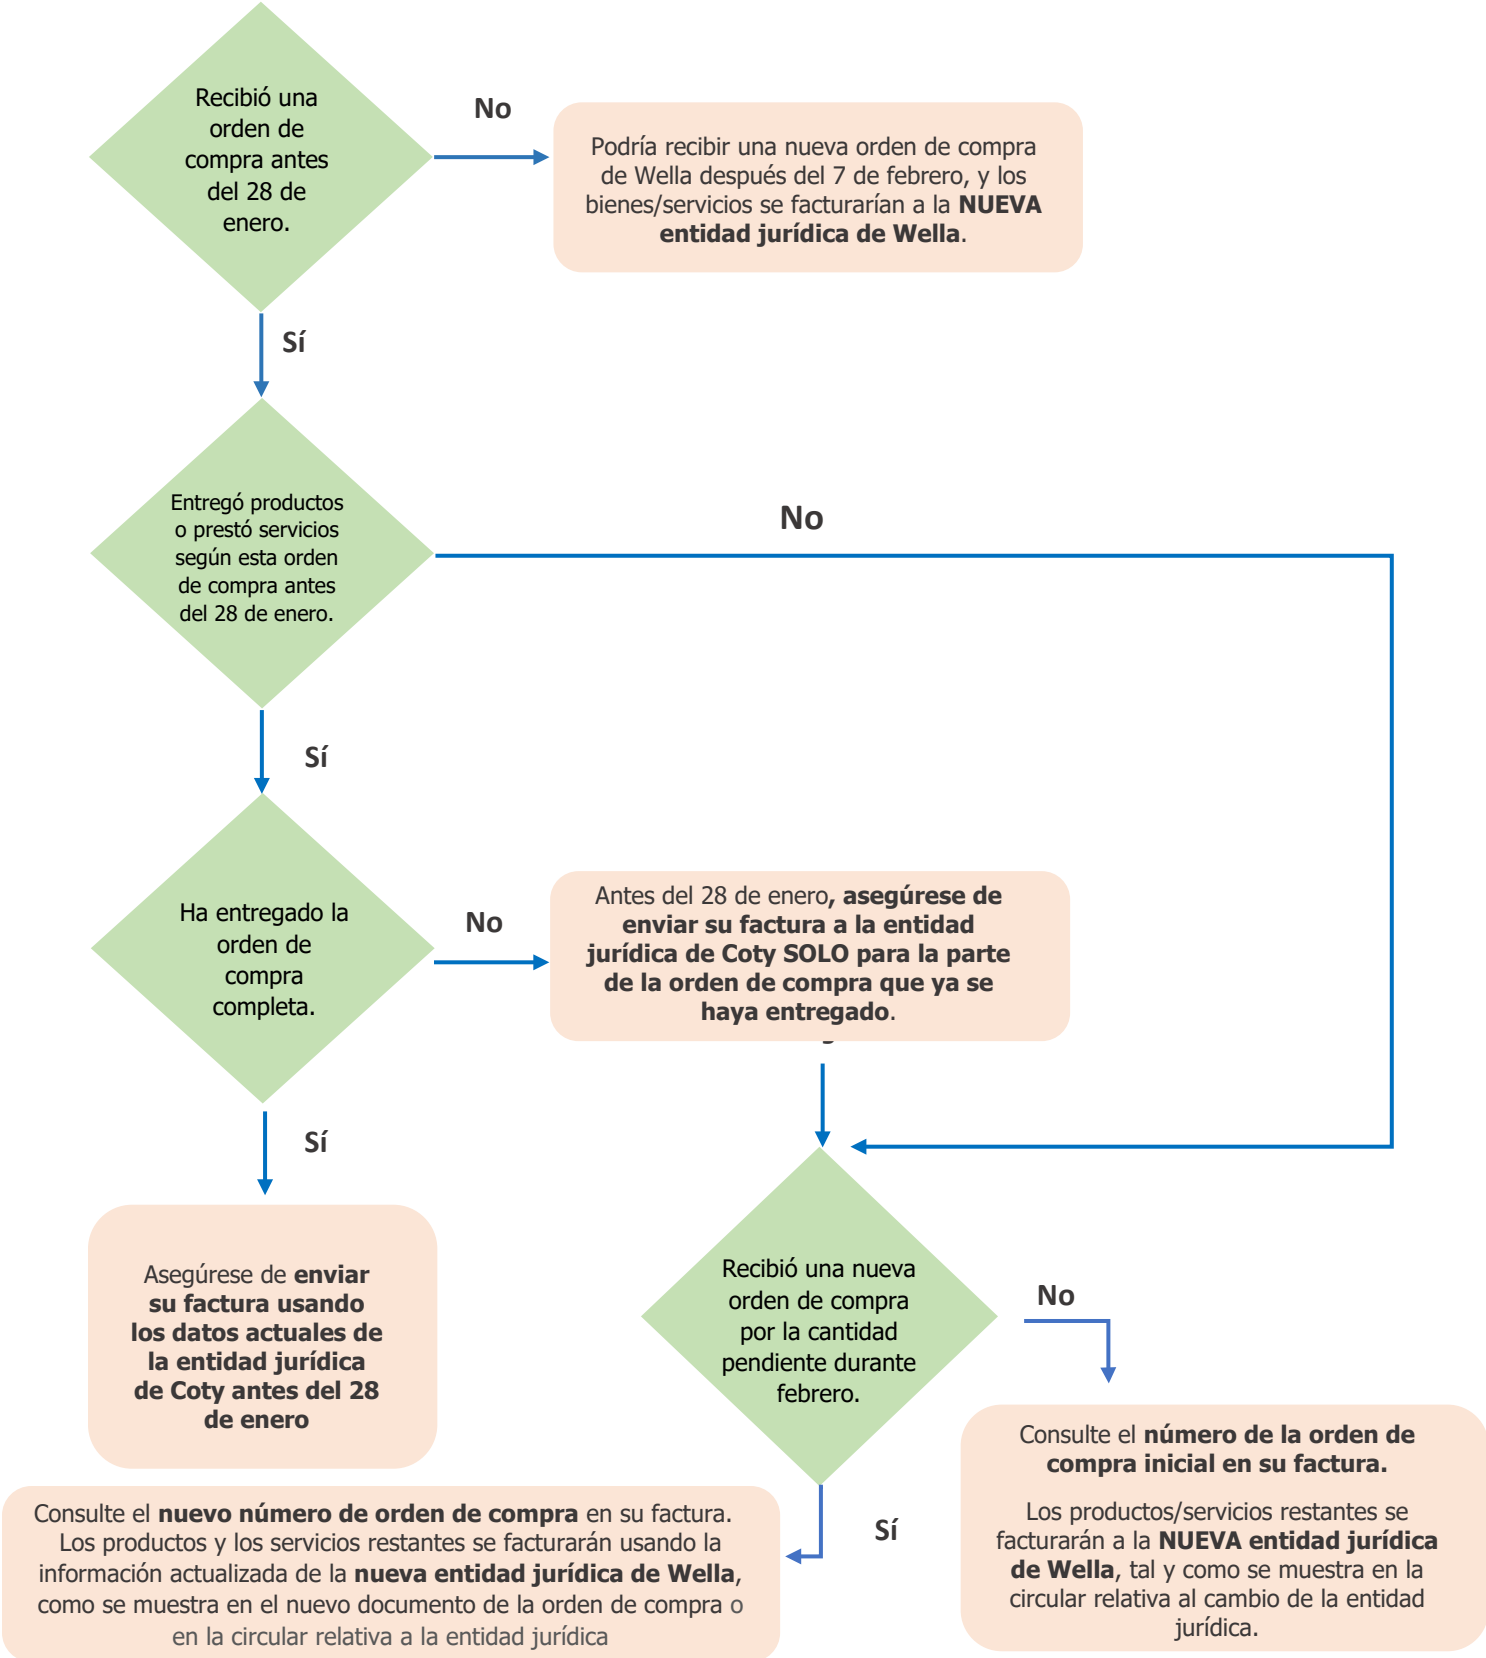 Recibió una
orden de
compra antes
del 28 de
enero.
No
Podría recibir una nueva orden de compra
de Wella después del 7 de febrero, y los
bienes/servicios se facturarían a la NUEVA
entidad jurídica de Wella.
Sí
Entregó productos
o prestó servicios
según esta orden
de compra antes
del 28 de enero.
No
Sí
Ha entregado la
orden de
compra
completa.
No
Antes del 28 de enero, asegúrese de
enviar su factura a la entidad
jurídica de Coty SOLO para la parte
de la orden de compra que ya se
haya entregado.
Sí
Asegúrese de enviar
su factura usando
los datos actuales de
la entidad jurídica
de Coty antes del 28
de enero
Recibió una nueva
orden de compra
por la cantidad
pendiente durante
febrero.
No
Consulte el número de la orden de
compra inicial en su factura.
Los productos/servicios restantes se
facturarán a la NUEVA entidad jurídica
de Wella, tal y como se muestra en la
circular relativa al cambio de la entidad
jurídica.
Sí
Consulte el nuevo número de orden de compra en su factura.
Los productos y los servicios restantes se facturarán usando la
información actualizada de la nueva entidad jurídica de Wella,
como se muestra en el nuevo documento de la orden de compra o
en la circular relativa a la entidad jurídica